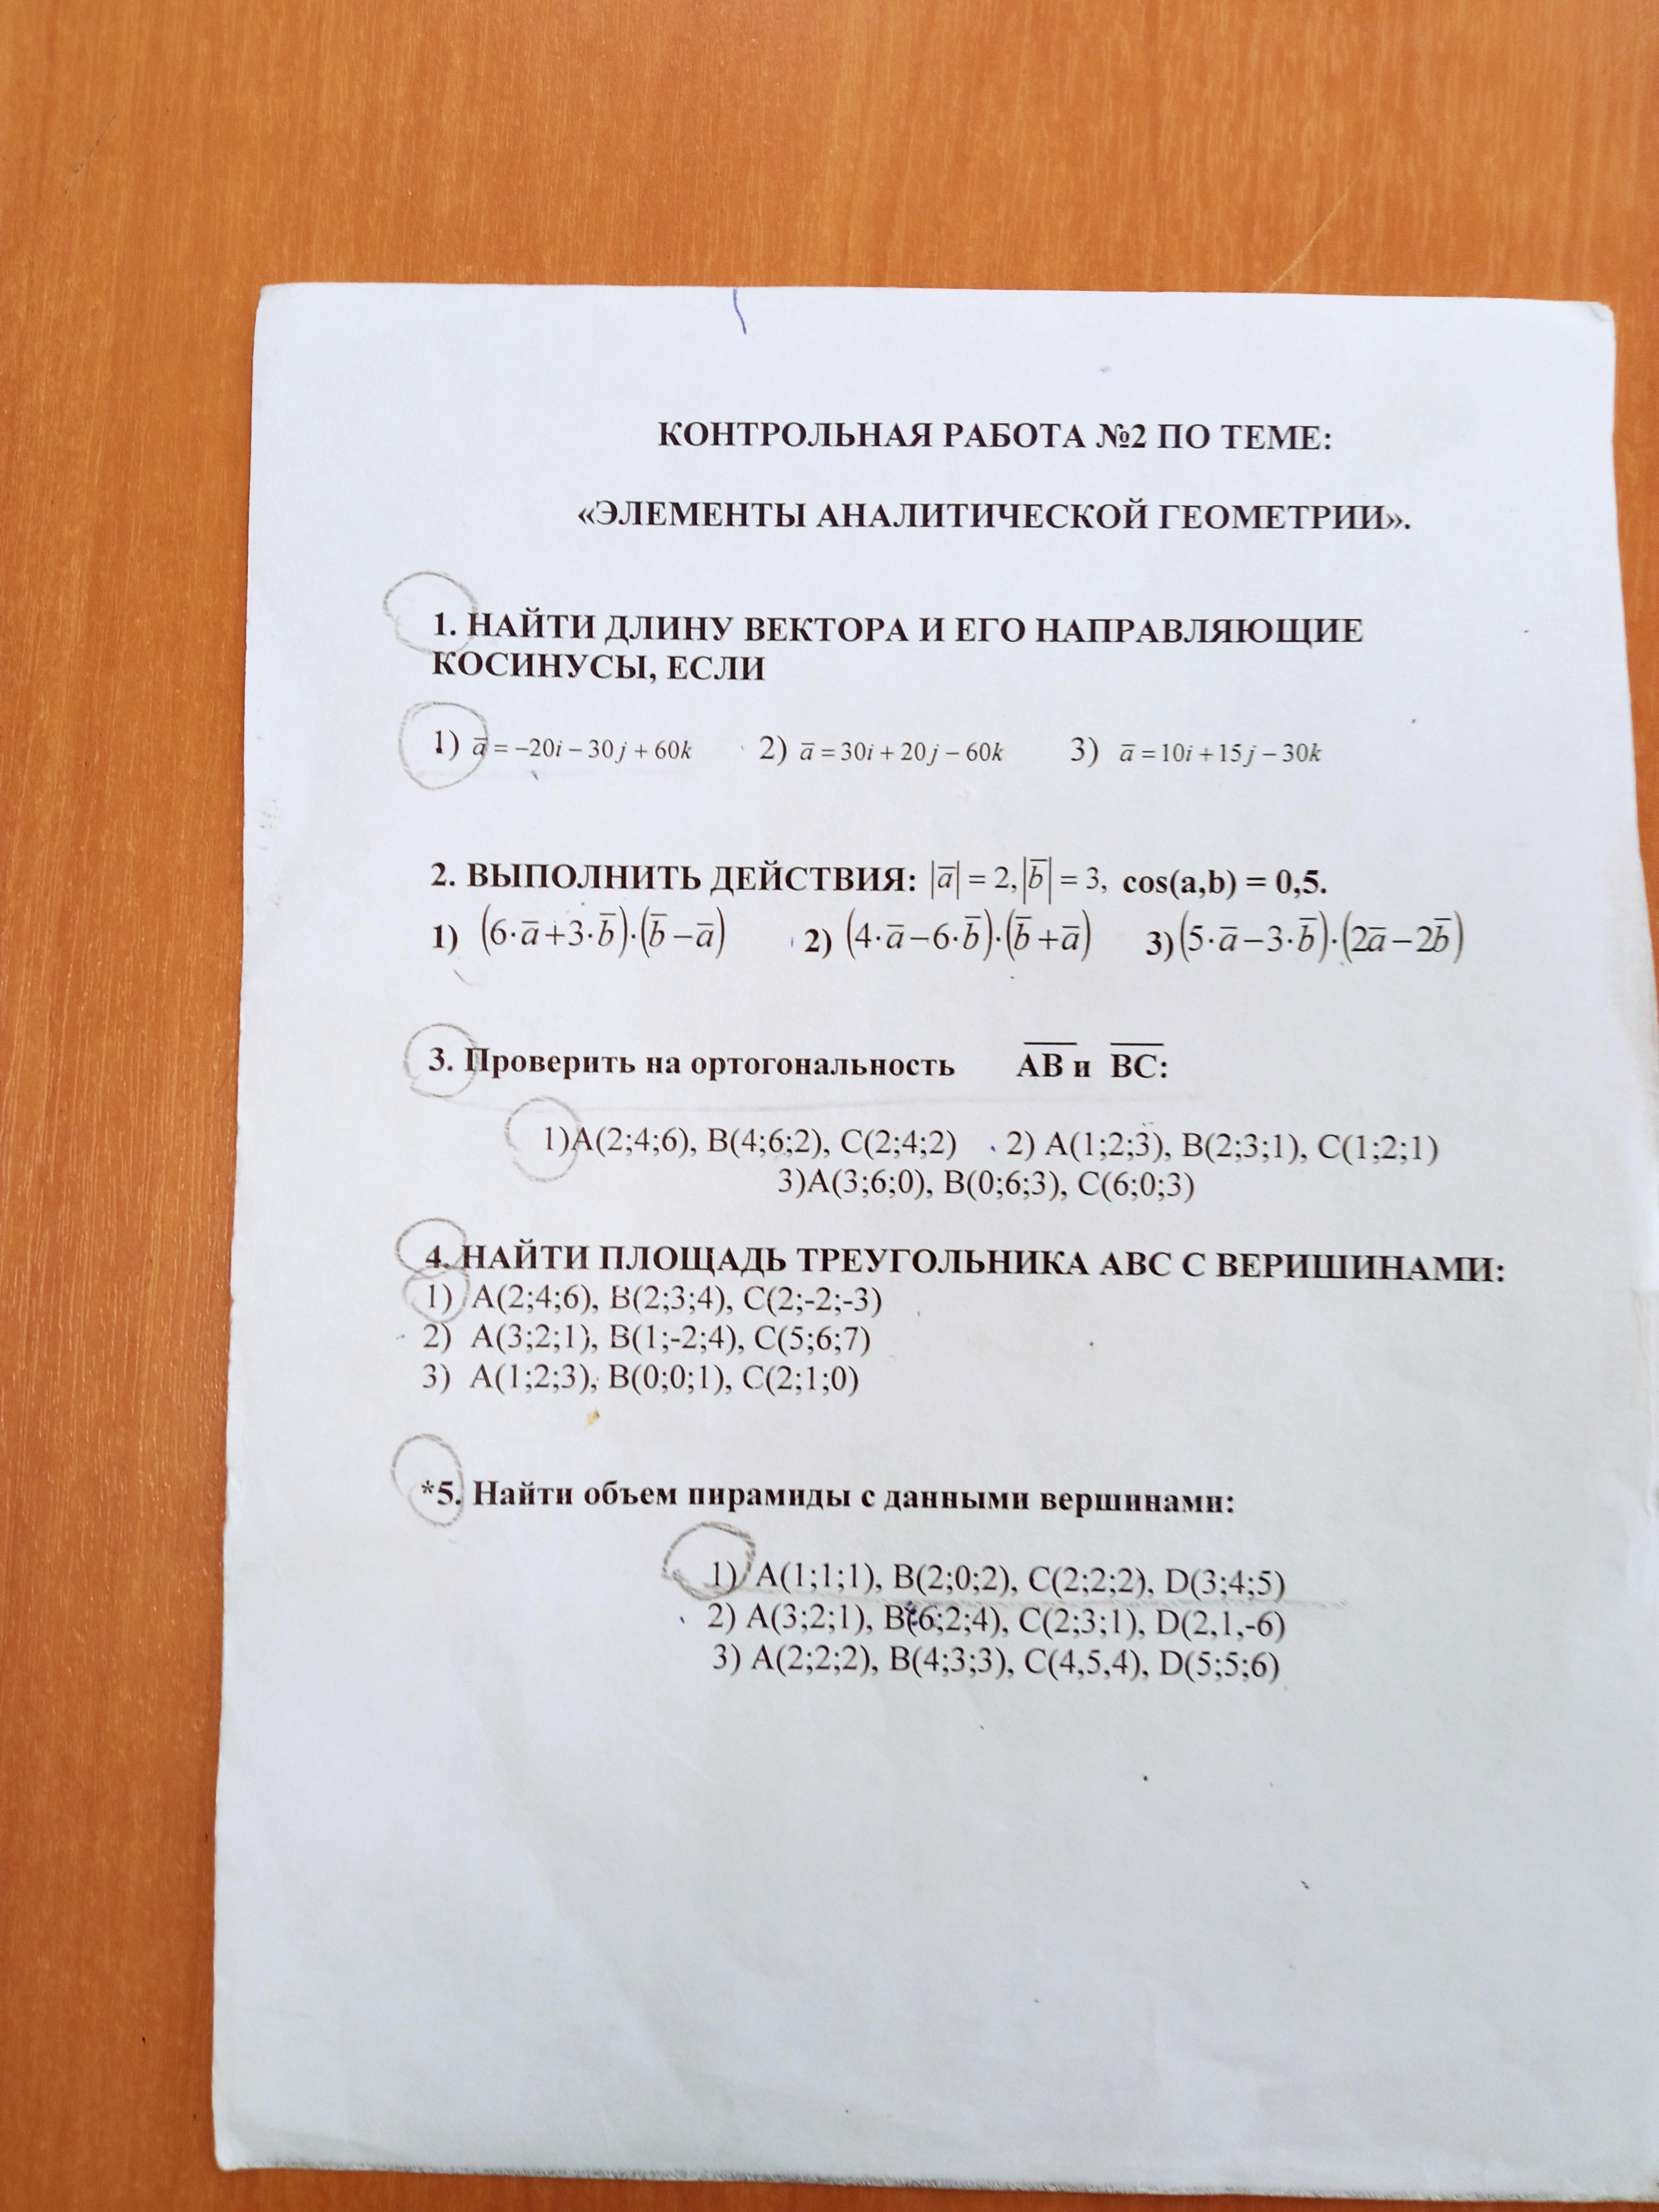 КОНТРОЛЬНАЯ РАБОТА №2 ПО ТЕМЕ:
«ЭЛЕМЕНТЫ АНАЛИТИЧЕСКОЙ ГЕОМЕТРИИ».
1. НАЙТИ ДЛИНУ ВЕКТОРА И ЕГО НАПРАВЛЯЮЩИЕ
КОСИНУСЫ, ЕСЛИ
1) a̅ = −20i − 30j + 60k 2) a̅ = 30i + 20j − 60k 3) a̅ = 10i + 15j − 30k
2. ВЫПОЛНИТЬ ДЕЙСТВИЯ: |a̅| = 2, |b̅| = 3, cos(a,b) = 0,5.
1) (6·a̅+3·b̅)·(b̅−a̅) 2) (4·a̅−6·b̅)·(b̅+a̅) 3) (5·a̅−3·b̅)·(2a̅−2b̅)
3. Проверить на ортогональность A̅B̅ и B̅C̅:
1)А(2;4;6), В(4;6;2), С(2;4;2) 2) А(1;2;3), В(2;3;1), С(1;2;1)
3)А(3;6;0), В(0;6;3), С(6;0;3)
4. НАЙТИ ПЛОЩАДЬ ТРЕУГОЛЬНИКА АВС С ВЕРИШИНАМИ:
1) А(2;4;6), В(2;3;4), С(2;-2;-3)
2) А(3;2;1), В(1;-2;4), С(5;6;7)
3) А(1;2;3), В(0;0;1), С(2;1;0)
*5. Найти объем пирамиды с данными вершинами:
1) А(1;1;1), В(2;0;2), С(2;2;2), D(3;4;5)
2) А(3;2;1), В(-6;2;4), С(2;3;1), D(2,1,-6)
3) А(2;2;2), В(4;3;3), С(4,5,4), D(5;5;6)